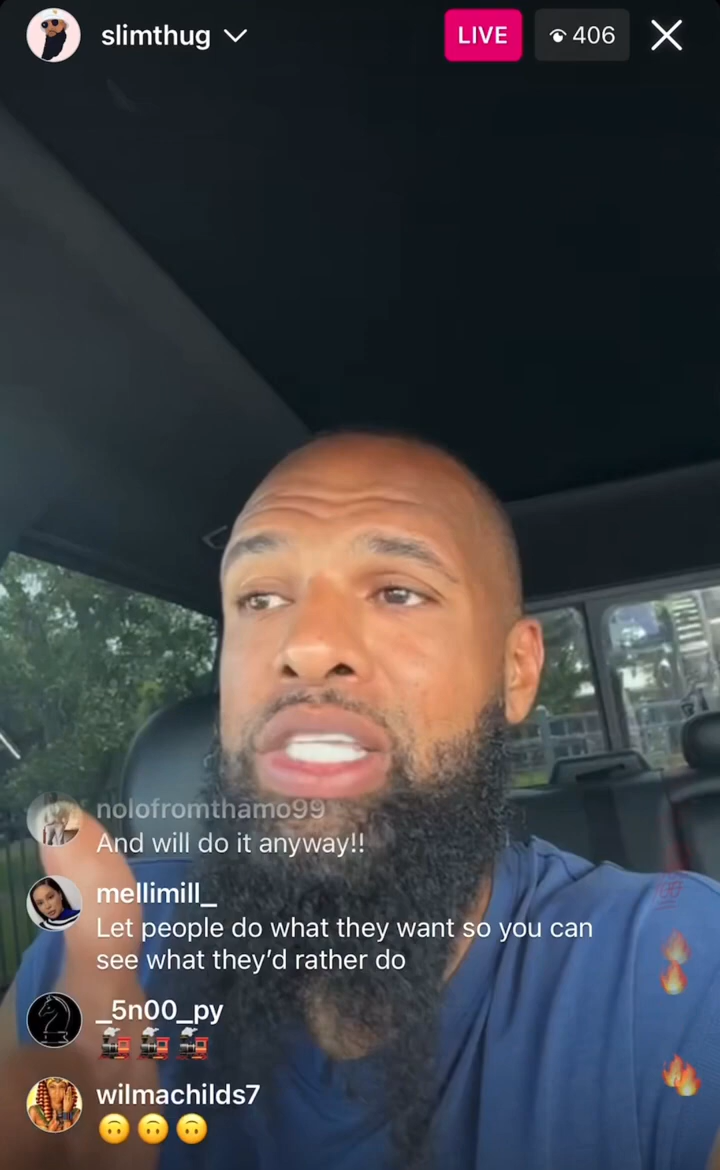 slimthug
LIVE
406
nolofromthamo99
And will do it anyway!!
mellimill_
Let people do what they want so you can
see what they’d rather do
_5n00_py
🚂🚂🚂
wilmachilds7
🙃🙃🙃